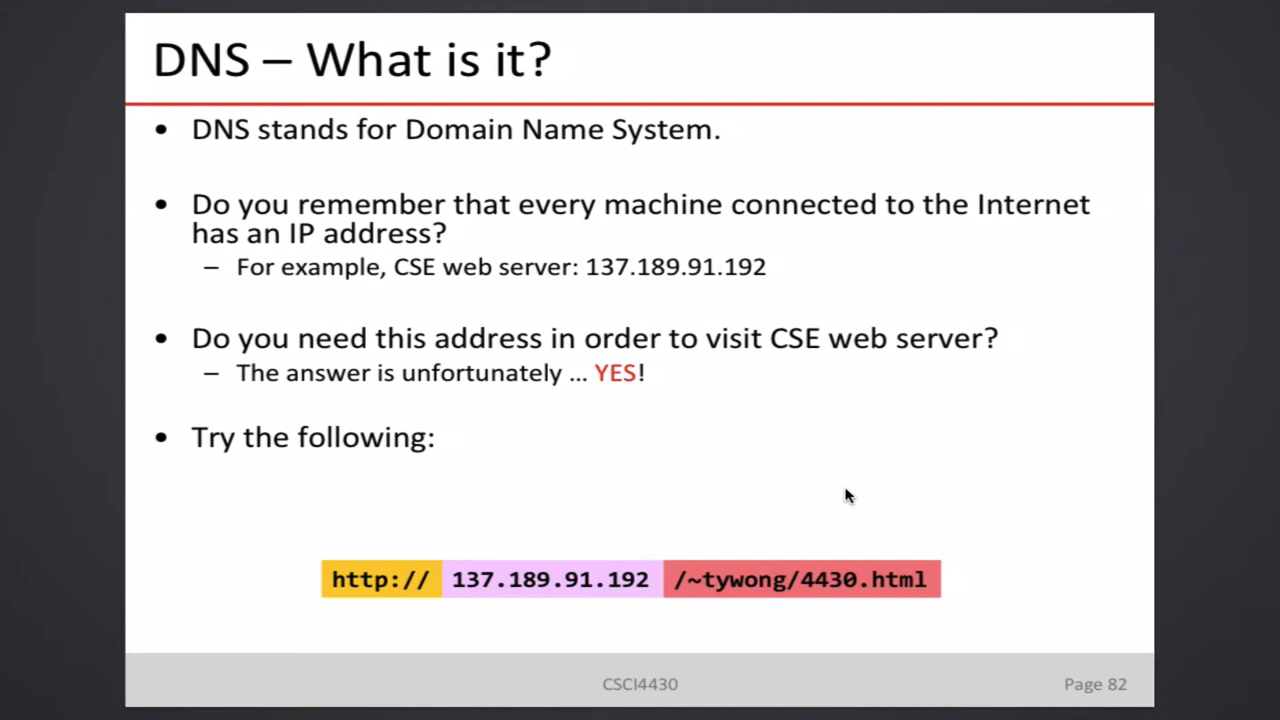 DNS – What is it?
• DNS stands for Domain Name System.
• Do you remember that every machine connected to the Internet
has an IP address?
– For example, CSE web server: 137.189.91.192
• Do you need this address in order to visit CSE web server?
– The answer is unfortunately … YES!
• Try the following:
http:// 137.189.91.192 /~tywong/4430.html
CSCI4430 Page 82